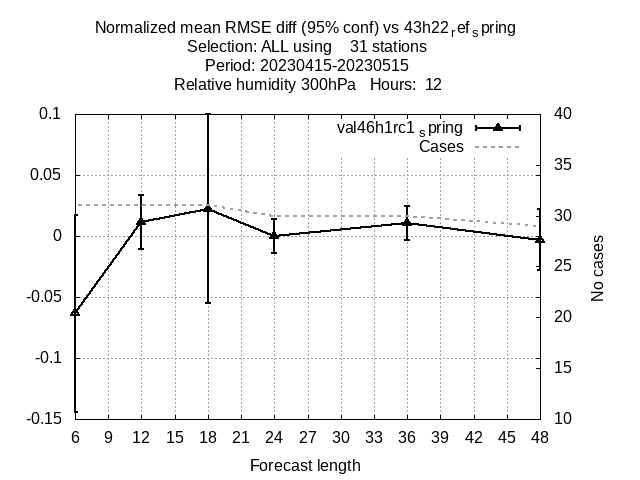 Normalized mean RMSE diff (95% conf) vs 43h22refspring
Selection: ALL using 31 stations
Period: 20230415-20230515
Relative humidity 300hPa Hours: 12
0.1
0.05
0
-0.05
-0.1
-0.15
40
35
30
25
20
15
10
val46h1rc1spring
Cases
No cases
6 9 12 15 18 21 24 27 30 33 36 39 42 45 48
Forecast length